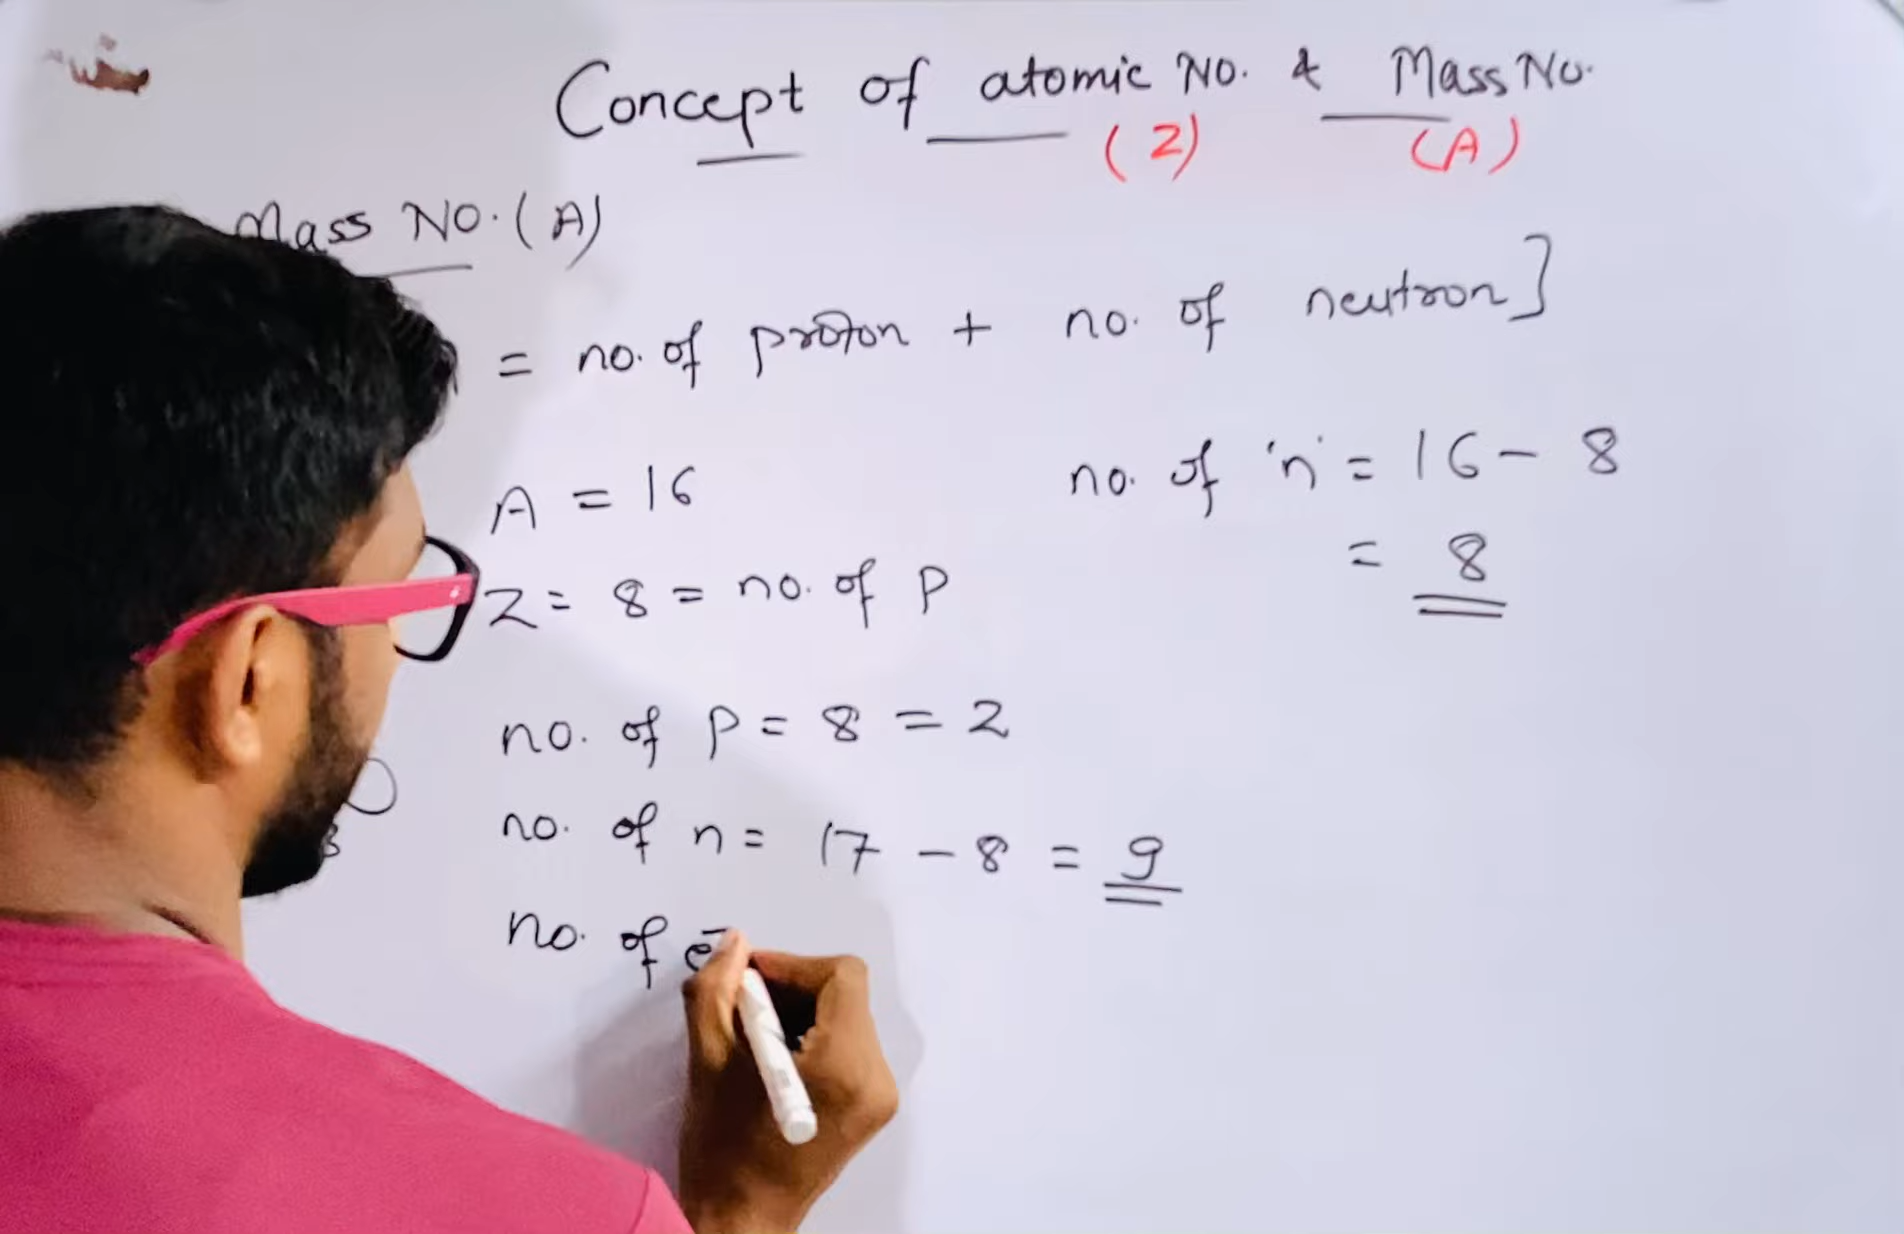 Concept of atomic No. & Mass No.
(Z) (A)
Mass No. (A)
= no. of proton + no. of neutron]
A = 16
no. of 'n' = 16 - 8
= 8
Z = 8 = no. of P
no. of P = 8 = Z
no. of n = 17 - 8 = 9
no. of e-
8